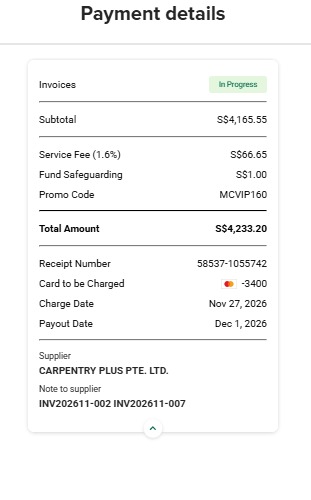 Payment details
Invoices In Progress
Subtotal S$4,165.55
Service Fee (1.6%) S$66.65
Fund Safeguarding S$1.00
Promo Code MCVIP160
Total Amount S$4,233.20
Receipt Number 58537-1055742
Card to be Charged -3400
Charge Date Nov 27, 2026
Payout Date Dec 1, 2026
Supplier
CARPENTRY PLUS PTE. LTD.
Note to supplier
INV202611-002 INV202611-007